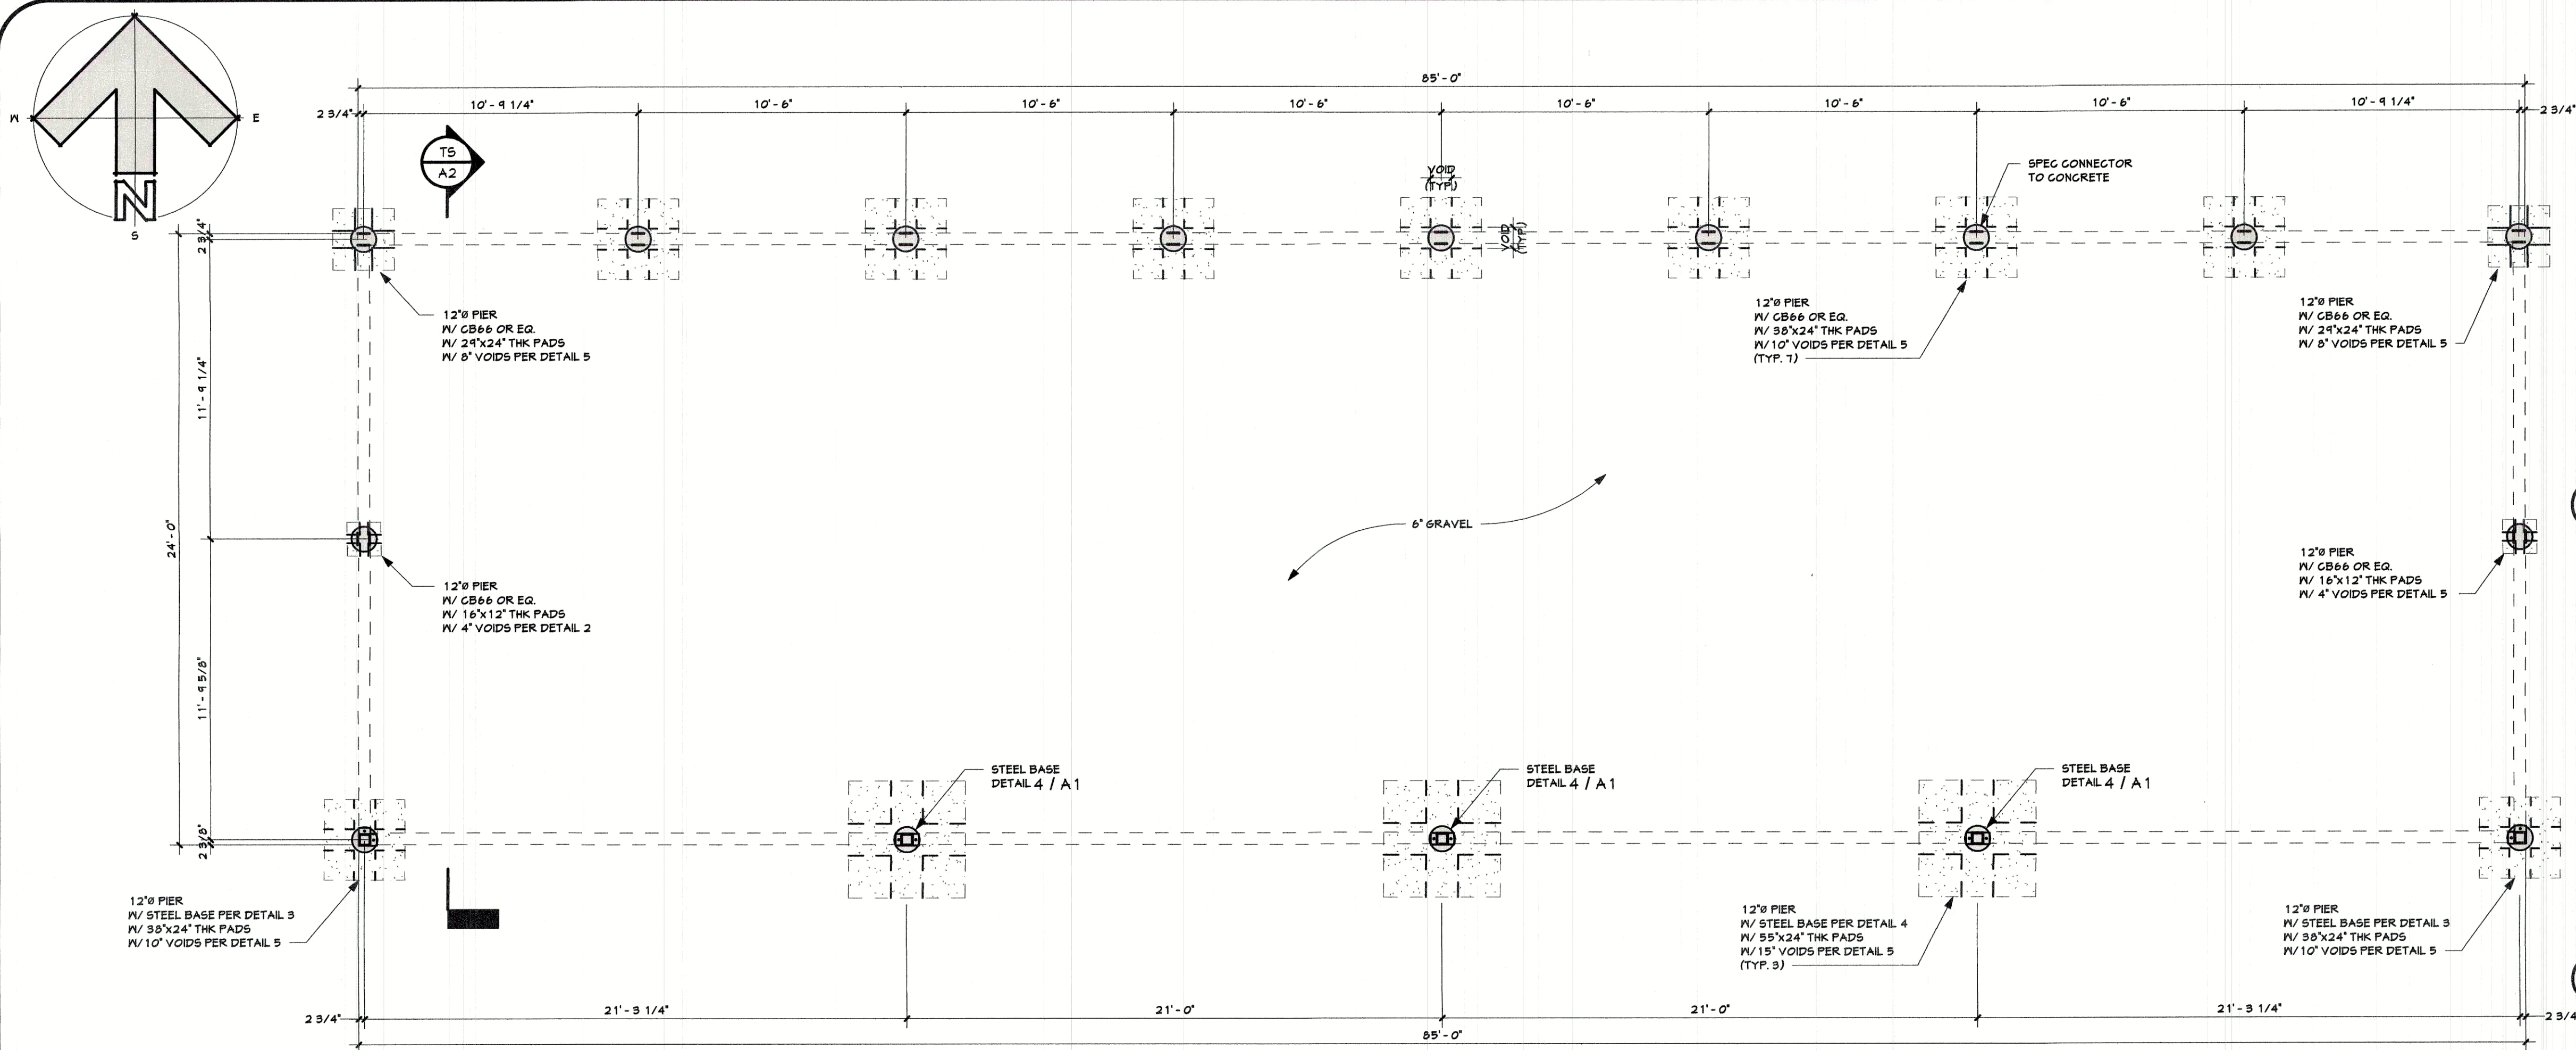 85'-0"
2 3/4"
10'-9 1/4"
10'-6"
10'-6"
10'-6"
10'-6"
10'-6"
10'-6"
10'-9 1/4"
2 3/4"
W
E
N
S
T5
A2
VOID
(TYP.)
VOID
(TYP.)
SPEC CONNECTOR
TO CONCRETE
2 3/4"
12"Ø PIER
W/ CB66 OR EQ.
W/ 29"x24" THK PADS
W/ 8" VOIDS PER DETAIL 5
12"Ø PIER
W/ CB66 OR EQ.
W/ 38"x24" THK PADS
W/ 10" VOIDS PER DETAIL 5
(TYP. 7)
12"Ø PIER
W/ CB66 OR EQ.
W/ 29"x24" THK PADS
W/ 8" VOIDS PER DETAIL 5
11'-9 1/4"
24'-0"
6" GRAVEL
12"Ø PIER
W/ CB66 OR EQ.
W/ 16"x12" THK PADS
W/ 4" VOIDS PER DETAIL 2
12"Ø PIER
W/ CB66 OR EQ.
W/ 16"x12" THK PADS
W/ 4" VOIDS PER DETAIL 5
11'-9 5/8"
STEEL BASE
DETAIL 4 / A1
STEEL BASE
DETAIL 4 / A1
STEEL BASE
DETAIL 4 / A1
2 3/8"
12"Ø PIER
W/ STEEL BASE PER DETAIL 3
W/ 38"x24" THK PADS
W/ 10" VOIDS PER DETAIL 5
12"Ø PIER
W/ STEEL BASE PER DETAIL 4
W/ 55"x24" THK PADS
W/ 15" VOIDS PER DETAIL 5
(TYP. 3)
12"Ø PIER
W/ STEEL BASE PER DETAIL 3
W/ 38"x24" THK PADS
W/ 10" VOIDS PER DETAIL 5
2 3/4"
21'-3 1/4"
21'-0"
21'-0"
21'-3 1/4"
2 3/4"
85'-0"